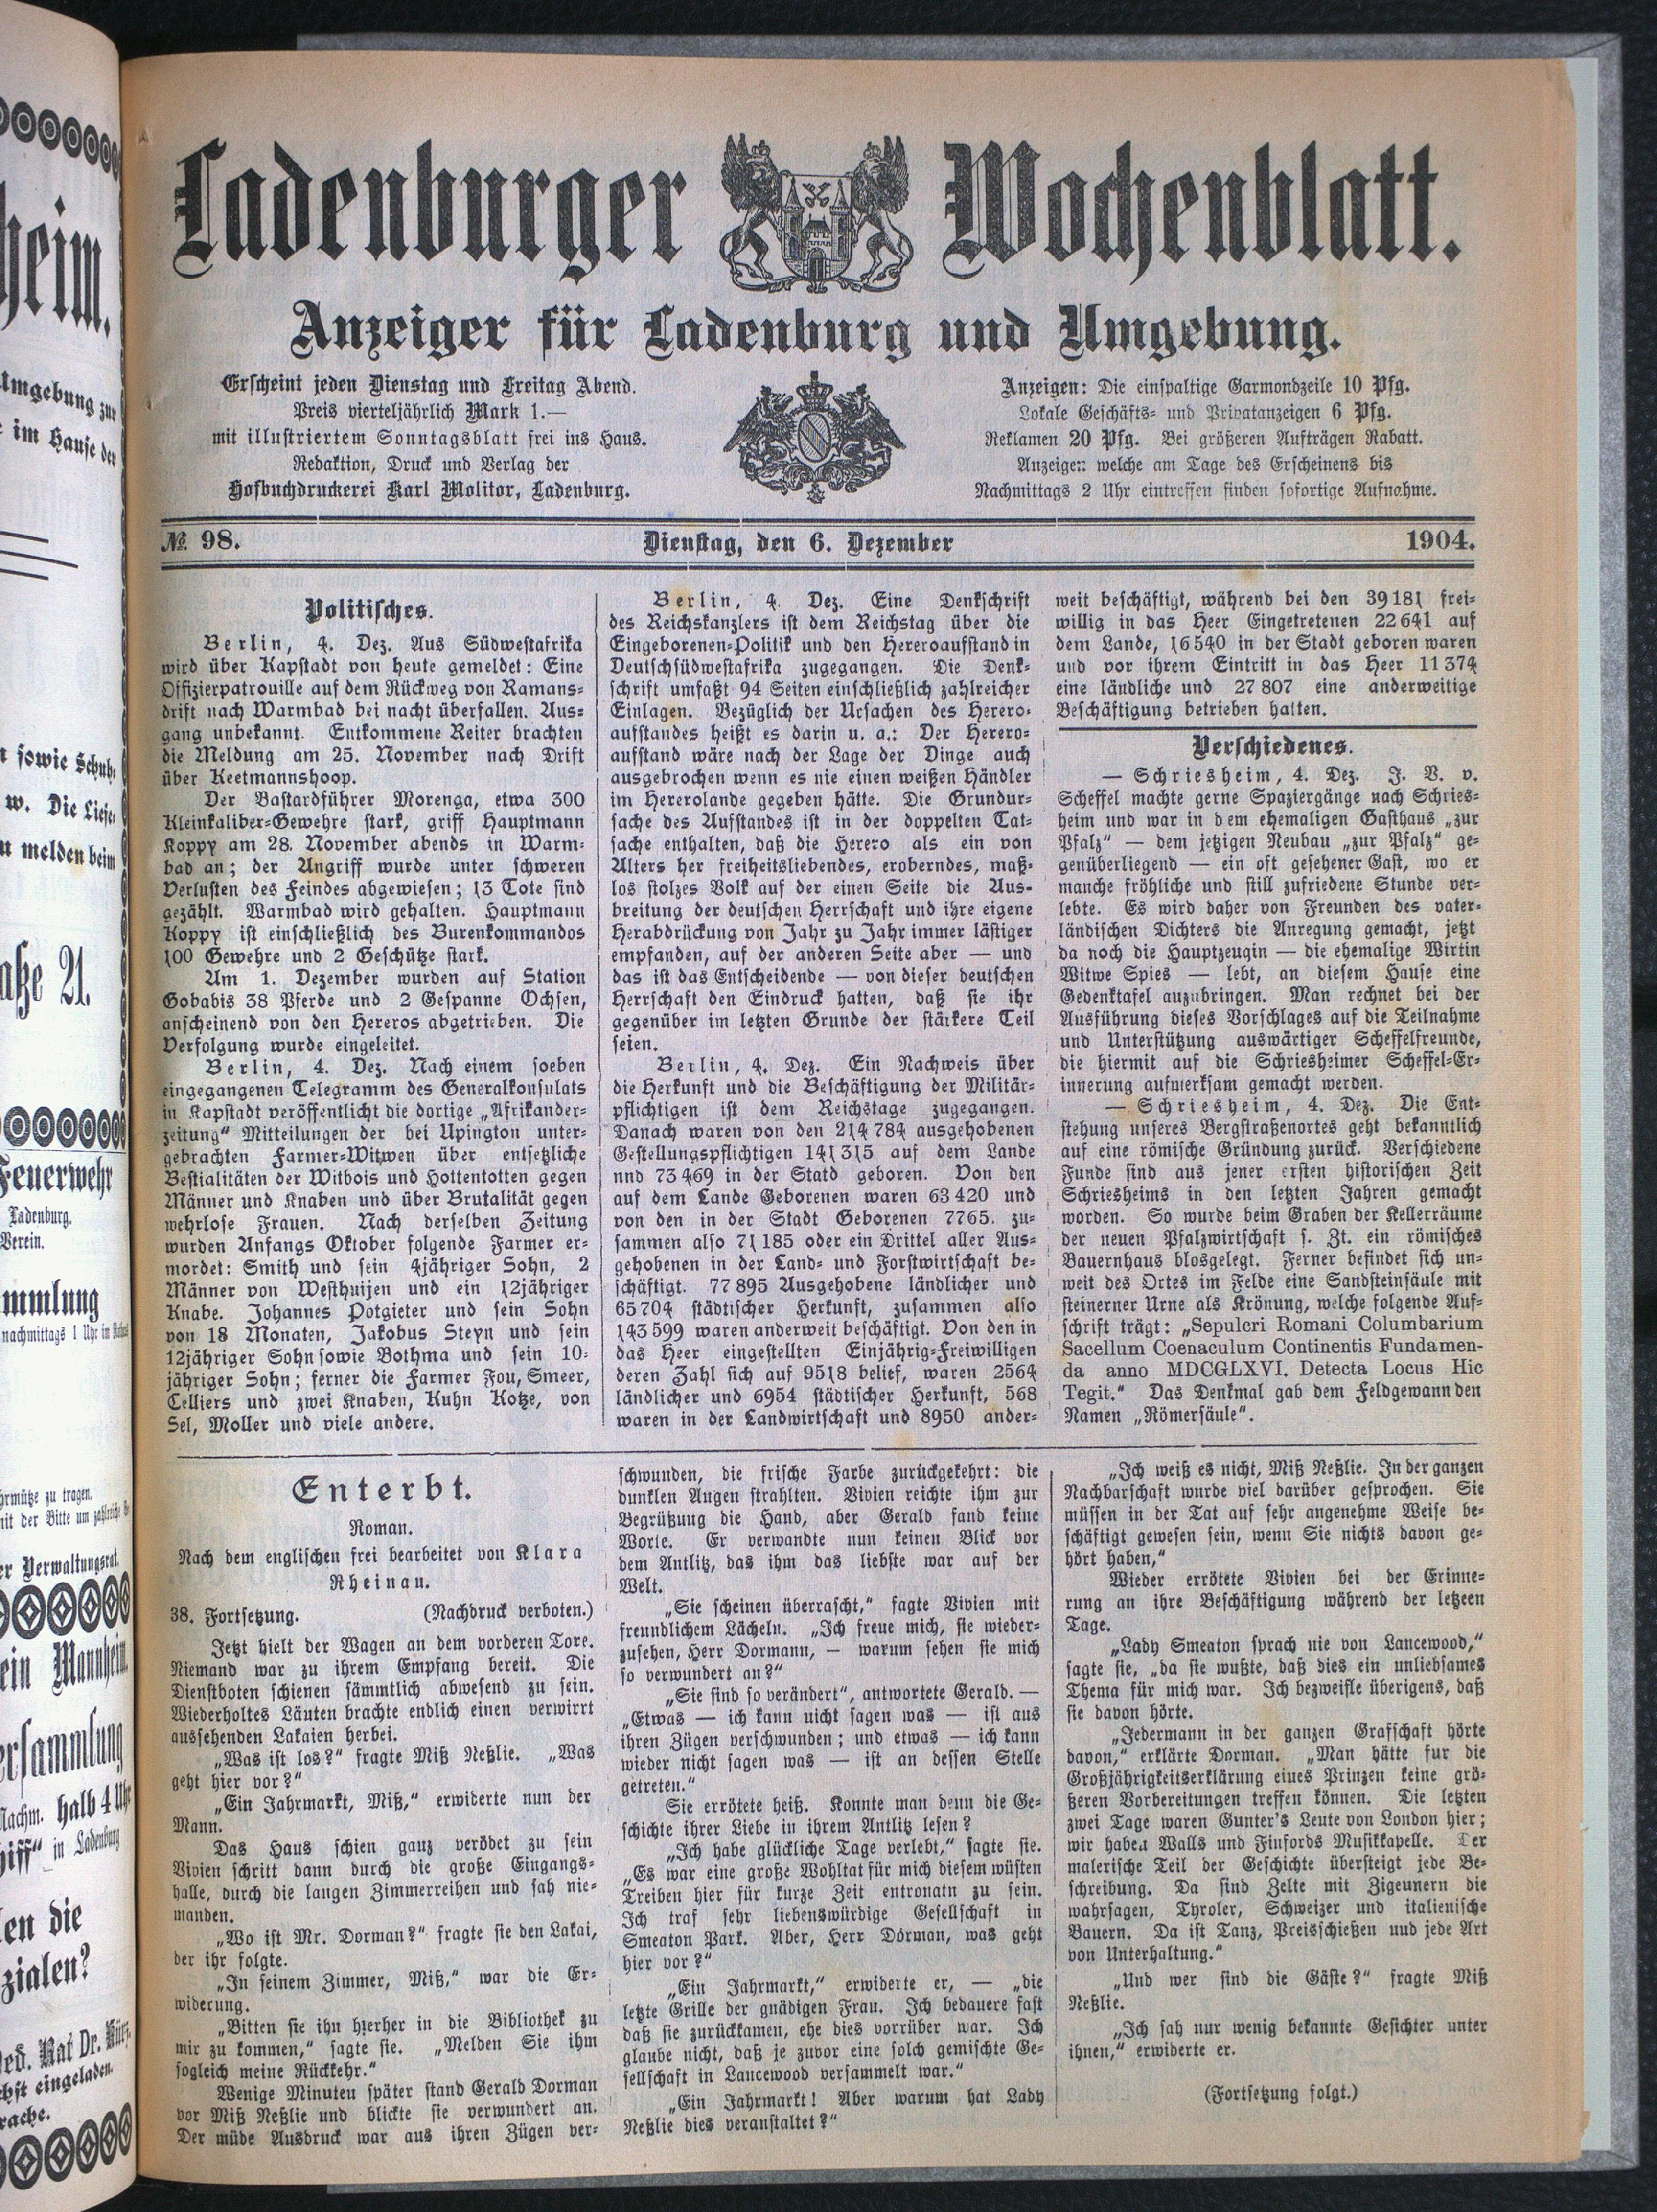 Ladenburger Wochenblatt.
Anzeiger für Ladenburg und Umgebung.
Erscheint jeden Dienstag und Freitag Abend.
Preis vierteljährlich Mark 1.—
mit illustriertem Sonntagsblatt frei ins Haus.
Redaktion, Druck und Verlag der
Hofbuchdruckerei Karl Molitor, Ladenburg.
Anzeigen: Die einspaltige Garmondzeile 10 Pfg.
Lokale Geschäfts- und Privatanzeigen 6 Pfg.
Reklamen 20 Pfg. Bei größeren Aufträgen Rabatt.
Anzeigen welche am Tage des Erscheinens bis
Nachmittags 2 Uhr eintreffen finden sofortige Aufnahme.
№ 98.
Dienstag, den 6. Dezember
1904.
Politisches.
Berlin, 4. Dez. Aus Südwestafrika
wird über Kapstadt von heute gemeldet: Eine
Offizierpatrouille auf dem Rückweg von Ramans-
drift nach Warmbad bei nacht überfallen. Aus-
gang unbekannt. Entkommene Reiter brachten
die Meldung am 25. November nach Drift
über Keetmannshoop.
Der Bastardführer Morenga, etwa 300
Kleinkaliber-Gewehre stark, griff Hauptmann
Koppy am 28. November abends in Warm-
bad an; der Angriff wurde unter schweren
Verlusten des Feindes abgewiesen; 13 Tote sind
gezählt. Warmbad wird gehalten. Hauptmann
Koppy ist einschließlich des Burenkommandos
100 Gewehre und 2 Geschütze stark.
Am 1. Dezember wurden auf Station
Gobabis 38 Pferde und 2 Gespanne Ochsen,
anscheinend von den Hereros abgetrieben. Die
Verfolgung wurde eingeleitet.
Berlin, 4. Dez. Nach einem soeben
eingegangenen Telegramm des Generalkonsulats
in Kapstadt veröffentlicht die dortige „Afrikander-
zeitung“ Mitteilungen der bei Upington unter-
gebrachten Farmer-Witwen über entsetzliche
Bestialitäten der Witbois und Hottentotten gegen
Männer und Knaben und über Brutalität gegen
wehrlose Frauen. Nach derselben Zeitung
wurden Anfangs Oktober folgende Farmer er-
mordet: Smith und sein 4jähriger Sohn, 2
Männer von Westhuijen und ein 12jähriger
Knabe. Johannes Potgieter und sein Sohn
von 18 Monaten, Jakobus Steyn und sein
12jähriger Sohn sowie Bothma und sein 10-
jähriger Sohn; ferner die Farmer Fou, Smeer,
Celliers und zwei Knaben, Kuhn Kotze, von
Sel, Moller und viele andere.
Berlin, 4. Dez. Eine Denkschrift
des Reichskanzlers ist dem Reichstag über die
Eingeborenen-Politik und den Hereroaufstand in
Deutschsüdwestafrika zugegangen. Die Denk-
schrift umfaßt 94 Seiten einschließlich zahlreicher
Einlagen. Bezüglich der Ursachen des Herero-
aufstandes heißt es darin u. a.: Der Herero-
aufstand wäre nach der Lage der Dinge auch
ausgebrochen wenn es nie einen weißen Händler
im Hererolande gegeben hätte. Die Grundur-
sache des Aufstandes ist in der doppelten Tat-
sache enthalten, daß die Herero als ein von
Alters her freiheitsliebendes, eroberndes, maß-
los stolzes Volk auf der einen Seite die Aus-
breitung der deutschen Herrschaft und ihre eigene
Herabdrückung von Jahr zu Jahr immer lästiger
empfanden, auf der anderen Seite aber — und
das ist das Entscheidende — von dieser deutschen
Herrschaft den Eindruck hatten, daß sie ihr
gegenüber im letzten Grunde der stärkere Teil
seien.
Berlin, 4. Dez. Ein Nachweis über
die Herkunft und die Beschäftigung der Militär-
pflichtigen ist dem Reichstage zugegangen.
Danach waren von den 214 784 ausgehobenen
Gestellungspflichtigen 141 315 auf dem Lande
nnd 73 469 in der Statd geboren. Von den
auf dem Lande Geborenen waren 63 420 und
von den in der Stadt Geborenen 7765. zu-
sammen also 71 185 oder ein Drittel aller Aus-
gehobenen in der Land- und Forstwirtschaft be-
schäftigt. 77 895 Ausgehobene ländlicher und
65 704 städtischer Herkunft, zusammen also
143 599 waren anderweit beschäftigt. Von den in
das Heer eingestellten Einjährig-Freiwilligen
deren Zahl sich auf 9518 belief, waren 2564
ländlicher und 6954 städtischer Herkunft, 568
waren in der Landwirtschaft und 8950 ander-
weit beschäftigt, während bei den 39 181 frei-
willig in das Heer Eingetretenen 22 641 auf
dem Lande, 16 540 in der Stadt geboren waren
und vor ihrem Eintritt in das Heer 11 374
eine ländliche und 27 807 eine anderweitige
Beschäftigung betrieben halten.
Verschiedenes.
— Schriesheim, 4. Dez. J. V. v.
Scheffel machte gerne Spaziergänge nach Schries-
heim und war in dem ehemaligen Gasthaus „zur
Pfalz“ — dem jetzigen Neubau „zur Pfalz“ ge-
genüberliegend — ein oft gesehener Gast, wo er
manche fröhliche und still zufriedene Stunde ver-
lebte. Es wird daher von Freunden des vater-
ländischen Dichters die Anregung gemacht, jetzt
da noch die Hauptzeugin — die ehemalige Wirtin
Witwe Spies — lebt, an diesem Hause eine
Gedenktafel anzubringen. Man rechnet bei der
Ausführung dieses Vorschlages auf die Teilnahme
und Unterstützung auswärtiger Scheffelfreunde,
die hiermit auf die Schriesheimer Scheffel-Er-
innerung aufmerksam gemacht werden.
— Schriesheim, 4. Dez. Die Ent-
stehung unseres Bergstraßenortes geht bekanntlich
auf eine römische Gründung zurück. Verschiedene
Funde sind aus jener ersten historischen Zeit
Schriesheims in den letzten Jahren gemacht
worden. So wurde beim Graben der Kellerräume
der neuen Pfalzwirtschaft s. Zt. ein römisches
Bauernhaus blosgelegt. Ferner befindet sich un-
weit des Ortes im Felde eine Sandsteinsäule mit
steinerner Urne als Krönung, welche folgende Auf-
schrift trägt: „Sepulcri Romani Columbarium
Sacellum Coenaculum Continentis Fundamen-
da anno MDCGLXVI. Detecta Locus Hic
Tegit.“ Das Denkmal gab dem Feldgewann den
Namen „Römersäule“.
Enterbt.
Roman.
Nach dem englischen frei bearbeitet von Klara
Rheinau.
38. Fortsetzung. (Nachdruck verboten.)
Jetzt hielt der Wagen an dem vorderen Tore.
Niemand war zu ihrem Empfang bereit. Die
Dienstboten schienen sämmtlich abwesend zu sein.
Wiederholtes Läuten brachte endlich einen verwirrt
aussehenden Lakaien herbei.
„Was ist los?“ fragte Miß Neßlie. „Was
geht hier vor?“
„Ein Jahrmarkt, Miß,“ erwiderte nun der
Mann.
Das Haus schien ganz verödet zu sein
Vivien schritt dann durch die große Eingangs-
halle, durch die langen Zimmerreihen und sah nie-
manden.
„Wo ist Mr. Dorman?“ fragte sie den Lakai,
der ihr folgte.
„In seinem Zimmer, Miß,“ war die Er-
widerung.
„Bitten sie ihn hierher in die Bibliothek zu
mir zu kommen,“ sagte sie. „Melden Sie ihm
sogleich meine Rückkehr.“
Wenige Minuten später stand Gerald Dorman
vor Miß Neßlie und blickte sie verwundert an.
Der müde Ausdruck war aus ihren Zügen ver-
schwunden, die frische Farbe zurückgekehrt: die
dunklen Augen strahlten. Vivien reichte ihm zur
Begrüßung die Hand, aber Gerald fand keine
Worle. Er verwandte nun keinen Blick vor
dem Antlitz, das ihm das liebste war auf der
Welt.
„Sie scheinen überrascht,“ sagte Vivien mit
freundlichem Lächeln. „Ich freue mich, sie wieder-
zusehen, Herr Dormann, — warum sehen sie mich
so verwundert an?“
„Sie sind so verändert“, antwortete Gerald. —
„Etwas — ich kann nicht sagen was — ist aus
ihren Zügen verschwunden; und etwas — ich kann
wieder nicht sagen was — ist an dessen Stelle
getreten.“
Sie errötete heiß. Konnte man denn die Ge-
schichte ihrer Liebe in ihrem Antlitz lesen?
„Ich habe glückliche Tage verlebt,“ sagte sie.
„Es war eine große Wohltat für mich diesem wüsten
Treiben hier für kurze Zeit entronatn zu sein.
Ich traf sehr liebenswürdige Gesellschaft in
Smeaton Park. Aber, Herr Dorman, was geht
hier vor?“
„Ein Jahrmarkt,“ erwiderte er, — „die
letzte Grille der gnädigen Frau. Ich bedauere fast
daß sie zurückkamen, ehe dies vorrüber war. Ich
glaube nicht, daß je zuvor eine solch gemischte Ge-
sellschaft in Lancewood versammelt war.“
„Ein Jahrmarkt! Aber warum hat Lady
Neßlie dies veranstaltet?“
„Ich weiß es nicht, Miß Neßlie. In der ganzen
Nachbarschaft wurde viel darüber gesprochen. Sie
müssen in der Tat auf sehr angenehme Weise be-
schäftigt gewesen sein, wenn Sie nichts davon ge-
hört haben,“
Wieder errötete Vivien bei der Erinne-
rung an ihre Beschäftigung während der letzeen
Tage.
„Lady Smeaton sprach nie von Lancewood,“
sagte sie, „da sie wußte, daß dies ein unliebsames
Thema für mich war. Ich bezweifle überigens, daß
sie davon hörte.
„Jedermann in der ganzen Grafschaft hörte
davon,“ erklärte Dorman. „Man hätte fur die
Großjährigkeitserklärung eines Prinzen keine grö-
ßeren Vorbereitungen treffen können. Die letzten
zwei Tage waren Gunter's Leute von London hier;
wir haben Walls und Finfords Musikkapelle. Der
malerische Teil der Geschichte übersteigt jede Be-
schreibung. Da sind Zelte mit Zigeunern die
wahrsagen, Tyroler, Schweizer und italienische
Bauern. Da ist Tanz, Preisschießen und jede Art
von Unterhaltung.“
„Und wer sind die Gäste?“ fragte Miß
Neßlie.
„Ich sah nur wenig bekannte Gesichter unter
ihnen,“ erwiderte er.
(Fortsetzung folgt.)